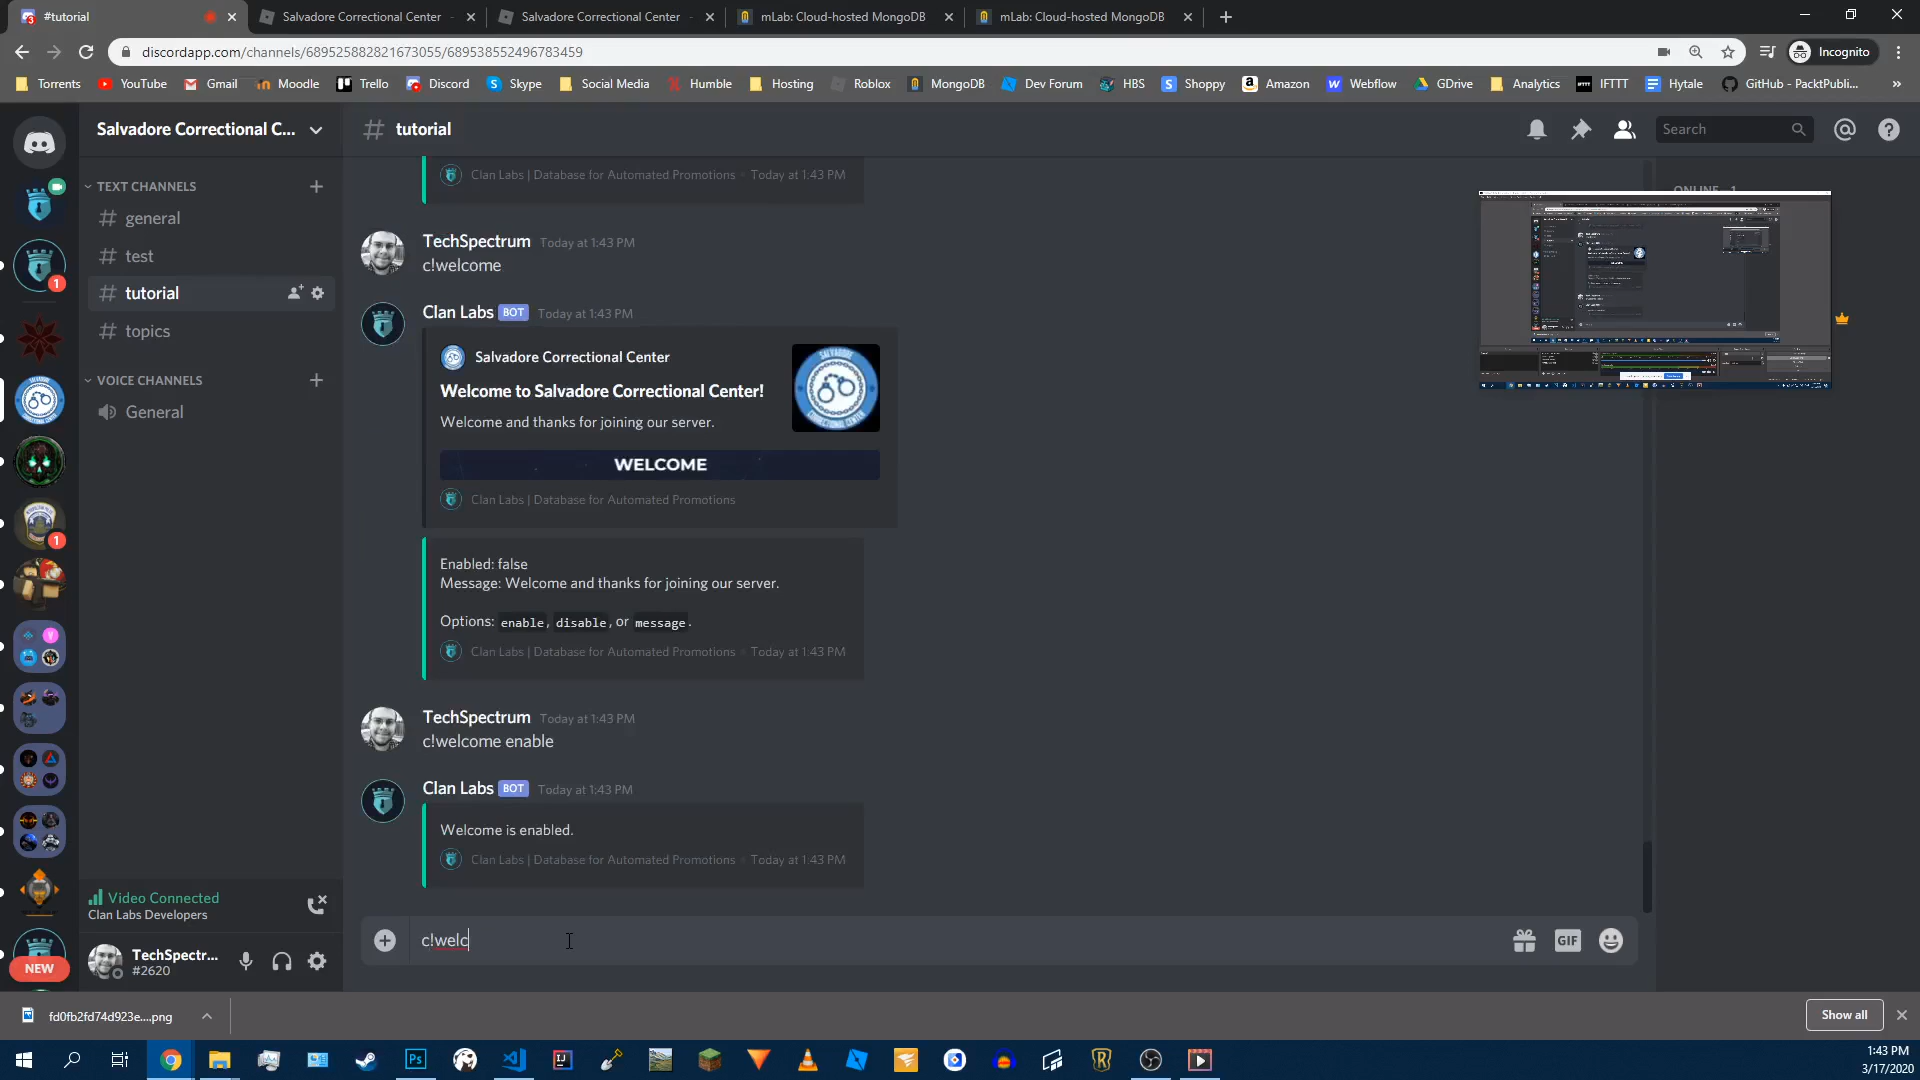 #tutorial
Salvadore Correctional Center -
Salvadore Correctional Center -
mLab: Cloud-hosted MongoDB
mLab: Cloud-hosted MongoDB
discordapp.com/channels/689525882821673055/689538552496783459
Incognito
Torrents YouTube Gmail Moodle Trello Discord Skype Social Media Humble Hosting Roblox MongoDB Dev Forum HBS Shoppy Amazon Webflow GDrive Analytics IFTTT Hytale GitHub - PacktPubli... »
Salvadore Correctional C...
# tutorial
Search
TEXT CHANNELS
# general
# test
# tutorial
# topics
VOICE CHANNELS
General
ONLINE—1
Clan Labs | Database for Automated Promotions • Today at 1:43 PM
TechSpectrum Today at 1:43 PM
c!welcome
Clan Labs BOT Today at 1:43 PM
Salvadore Correctional Center
Welcome to Salvadore Correctional Center!
Welcome and thanks for joining our server.
SALVADORE
CORRECTIONAL CENTER
WELCOME
Clan Labs | Database for Automated Promotions
Enabled: false
Message: Welcome and thanks for joining our server.
Options: enable, disable, or message.
Clan Labs | Database for Automated Promotions • Today at 1:43 PM
TechSpectrum Today at 1:43 PM
c!welcome enable
Clan Labs BOT Today at 1:43 PM
Welcome is enabled.
Clan Labs | Database for Automated Promotions • Today at 1:43 PM
c!welc
GIF
1
1
NEW
Video Connected
Clan Labs Developers
TechSpectr...
#2620
fd0fb2fd74d923e....png
Show all
1:43 PM
3/17/2020